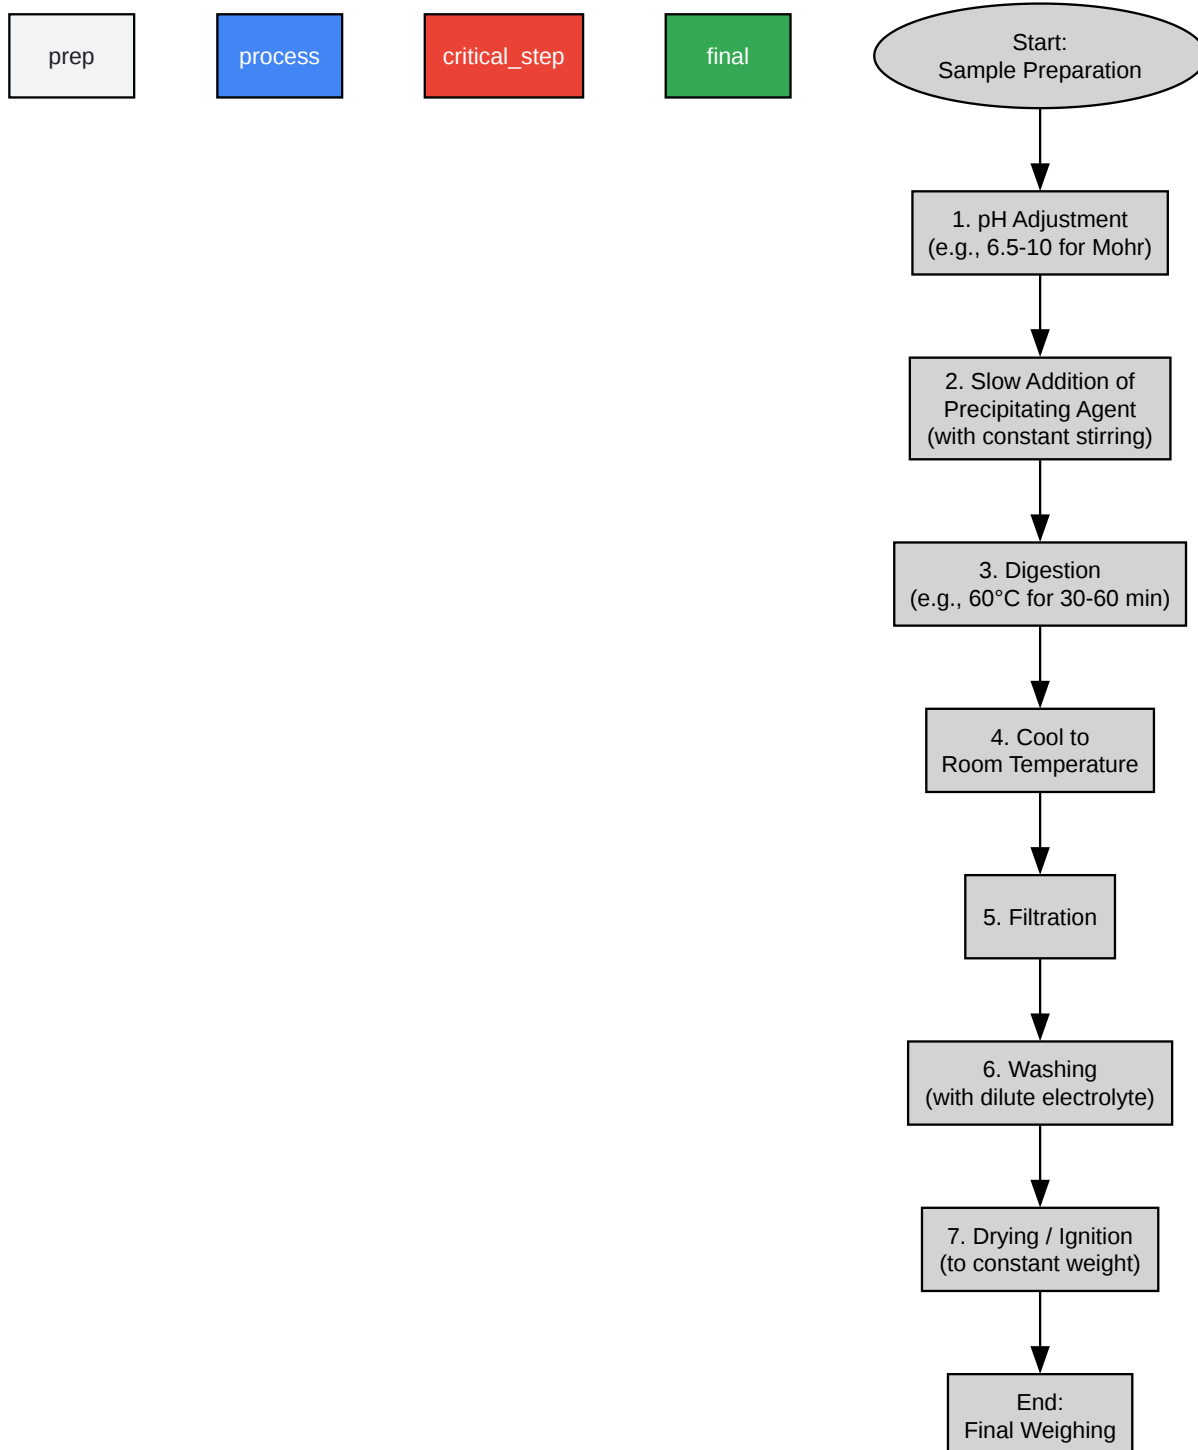 prep
process
critical_step
final
Start:
Sample Preparation
1. pH Adjustment
(e.g., 6.5-10 for Mohr)
2. Slow Addition of
Precipitating Agent
(with constant stirring)
3. Digestion
(e.g., 60°C for 30-60 min)
4. Cool to
Room Temperature
5. Filtration
6. Washing
(with dilute electrolyte)
7. Drying / Ignition
(to constant weight)
End:
Final Weighing